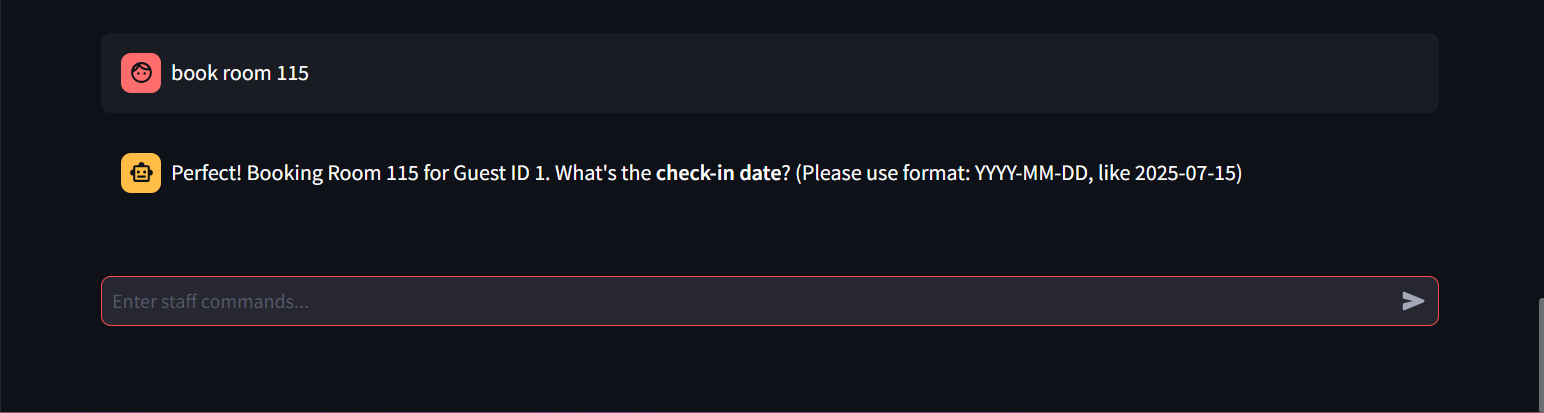 book room 115
Perfect! Booking Room 115 for Guest ID 1. What's the check-in date? (Please use format: YYYY-MM-DD, like 2025-07-15)
Enter staff commands...